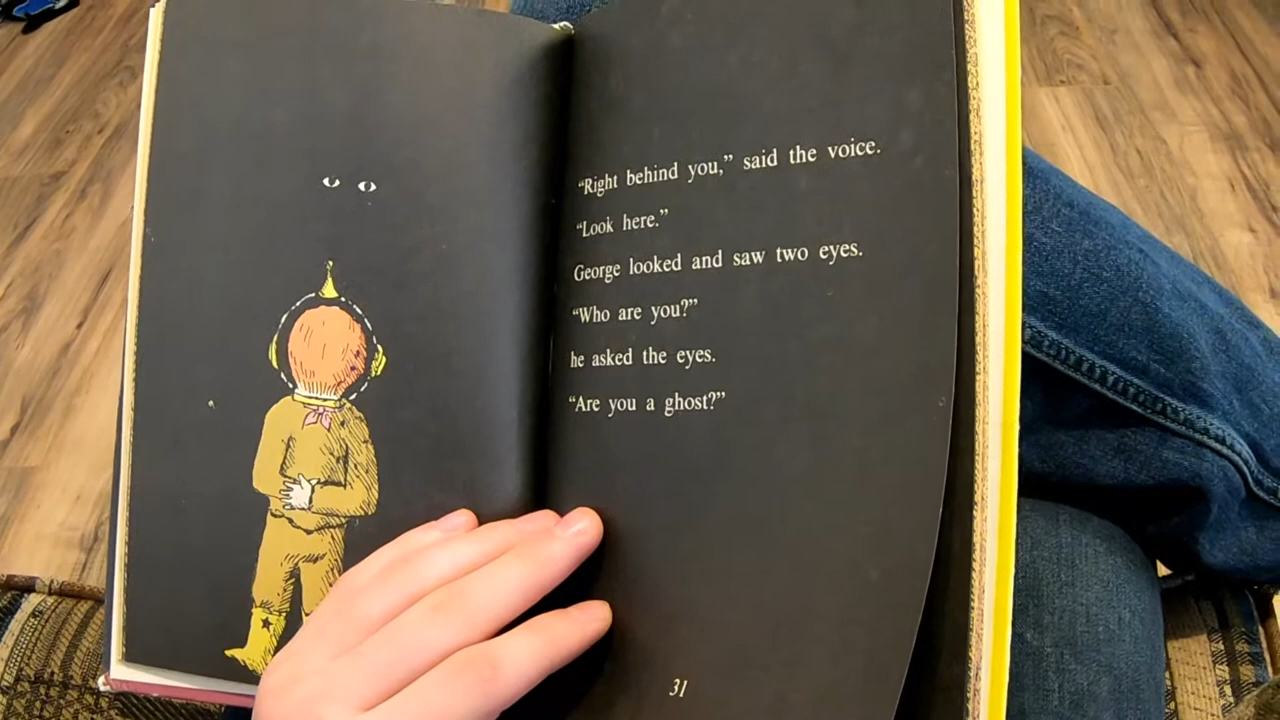 “Right behind you,” said the voice.
“Look here.”
George looked and saw two eyes.
“Who are you?”
he asked the eyes.
“Are you a ghost?”
31